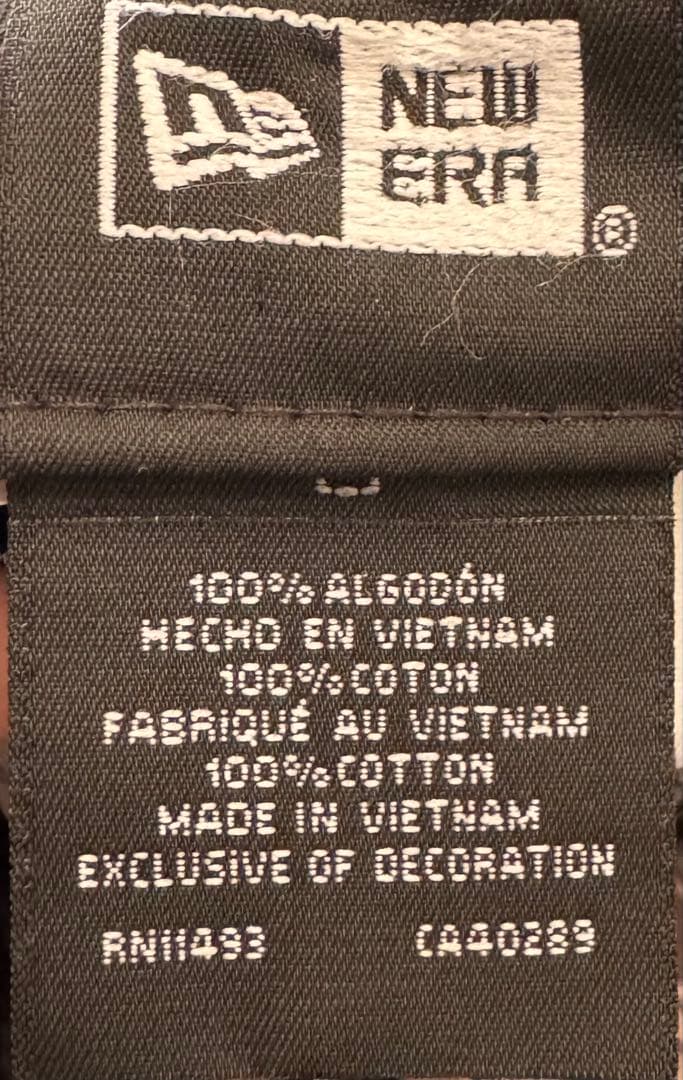 NEW
ERA
®
100% ALGODÓN
HECHO EN VIETNAM
100% COTON
FABRIQUÉ AU VIETNAM
100% COTTON
MADE IN VIETNAM
EXCLUSIVE OF DECORATION
RN11493 CA40289